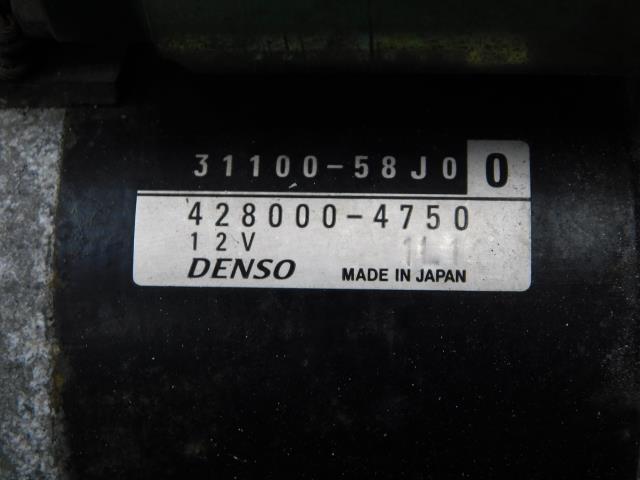 31100-58J0 0
428000-4750
12V
DENSO MADE IN JAPAN